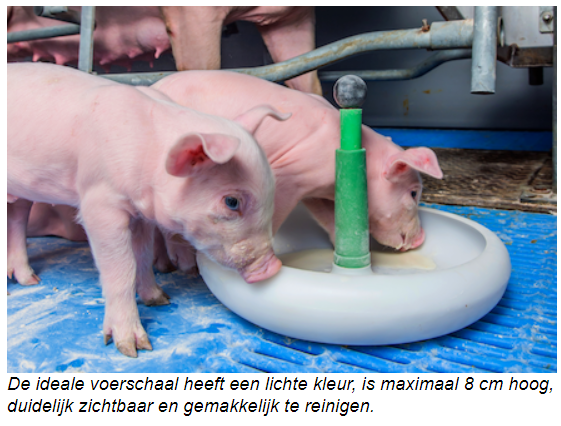 De ideale voerschaal heeft een lichte kleur, is maximaal 8 cm hoog,
duidelijk zichtbaar en gemakkelijk te reinigen.